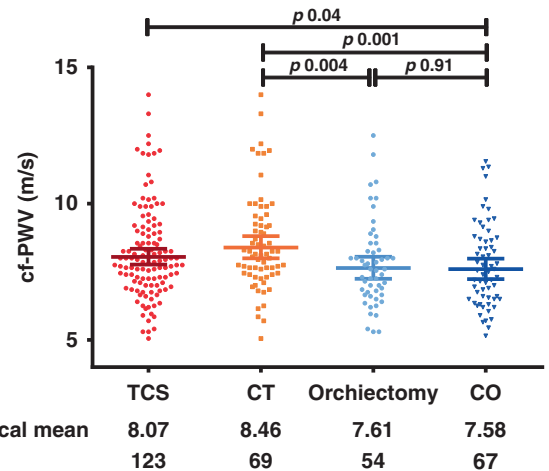 p 0.04
p 0.001
p 0.004 p 0.91
15
10
5
cf-PWV (m/s)
TCS CT Orchiectomy CO
mean 8.07 8.46 7.61 7.58
123 69 54 67